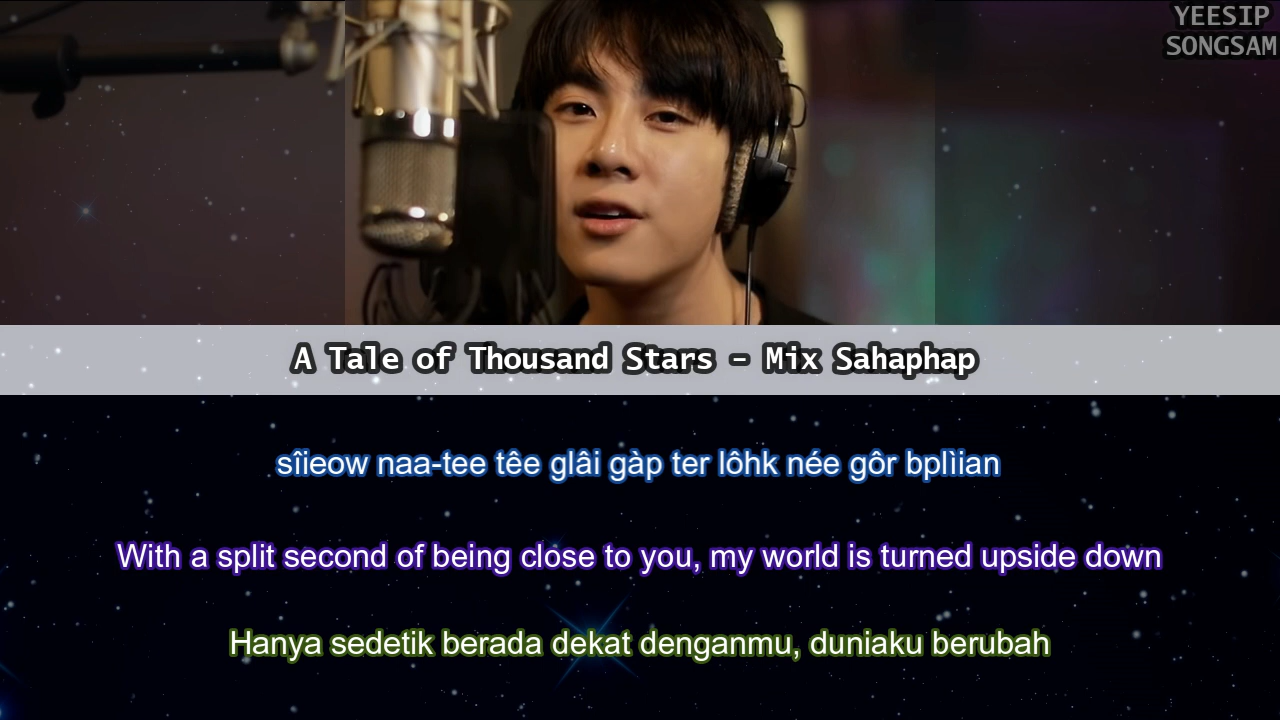 YEESIP
SONGSAM
A Tale of Thousand Stars - Mix Sahaphap
sîieow naa-tee têe glâi gàp ter lôhk née gôr bplìian
With a split second of being close to you, my world is turned upside down
Hanya sedetik berada dekat denganmu, duniaku berubah